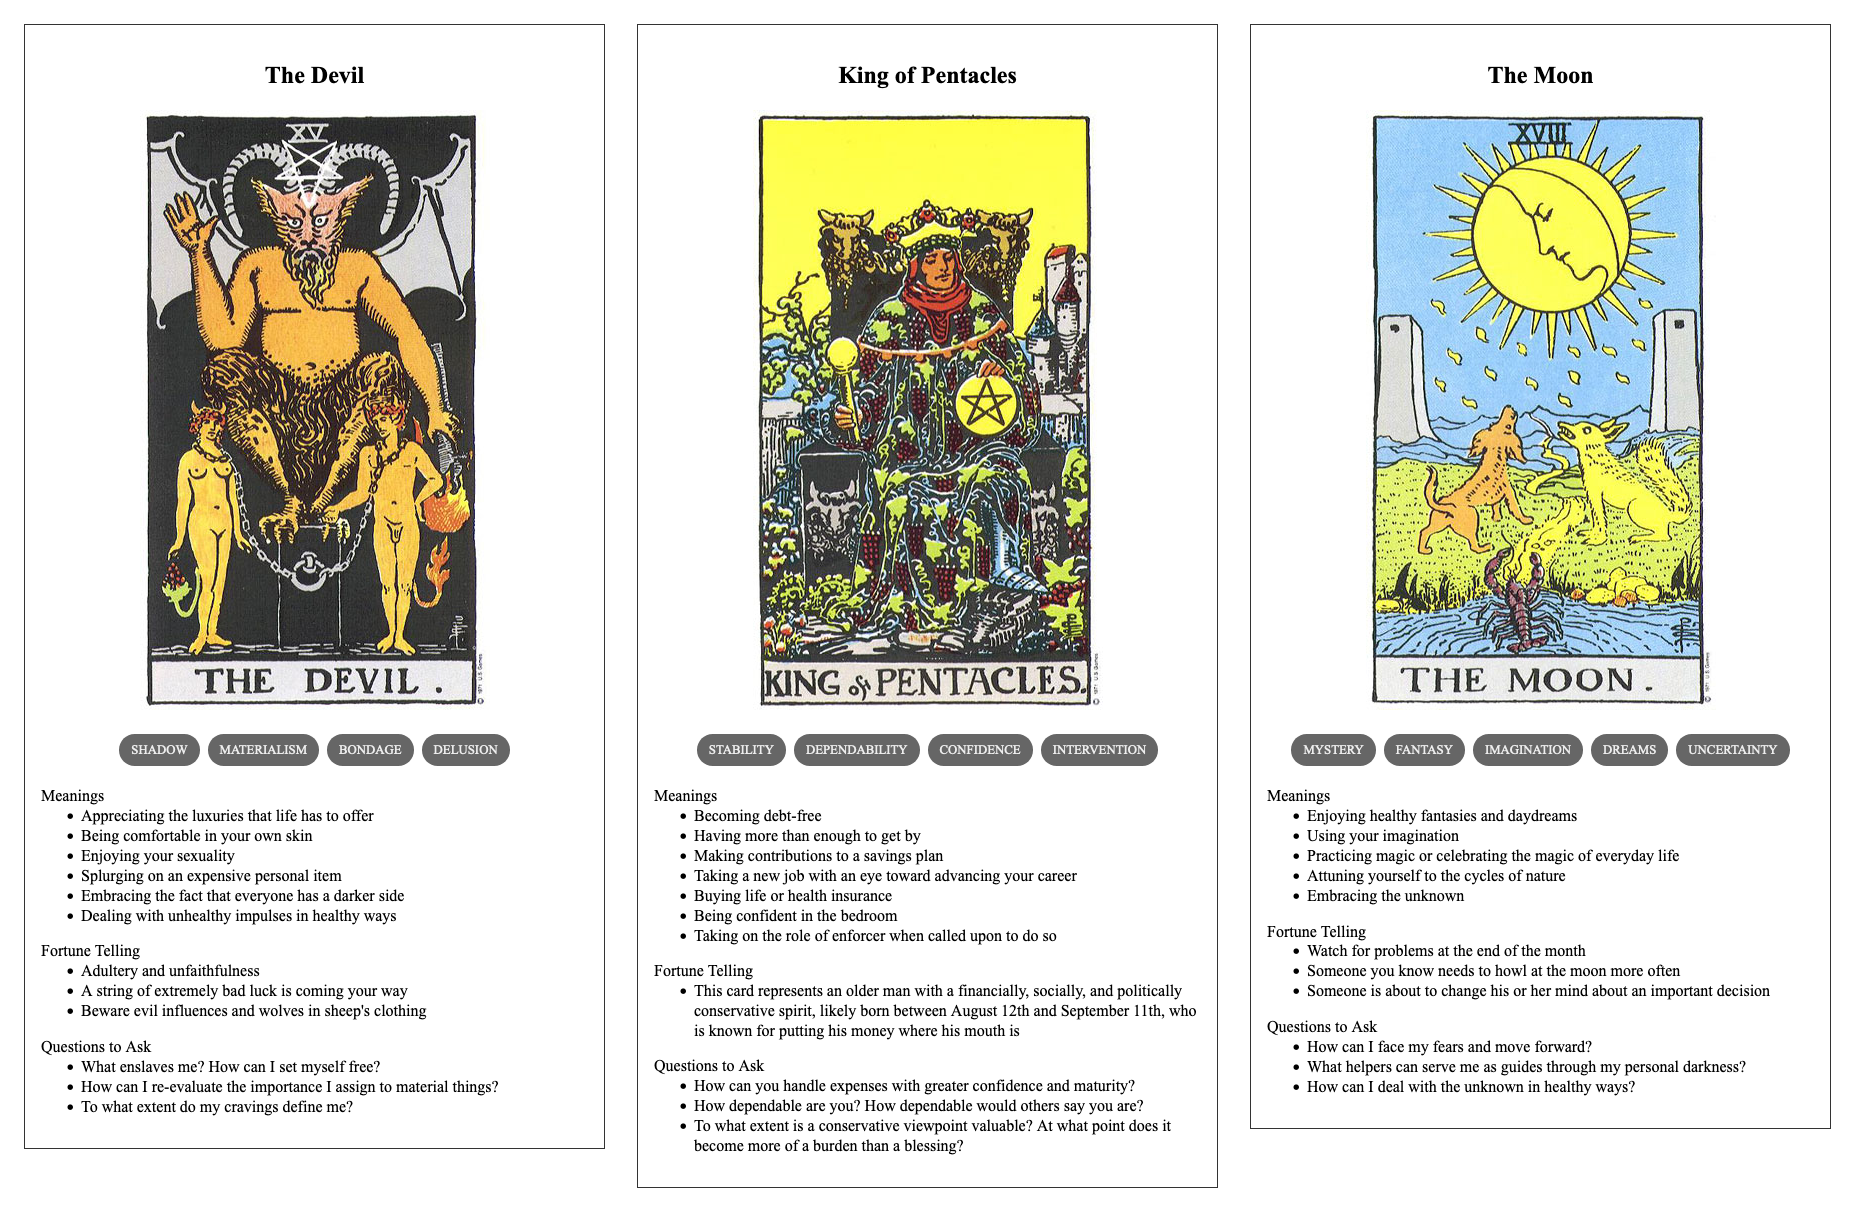 The Devil
XV
THE DEVIL.
© 1971 U.S. Games
SHADOW
MATERIALISM
BONDAGE
DELUSION
Meanings
Appreciating the luxuries that life has to offer
Being comfortable in your own skin
Enjoying your sexuality
Splurging on an expensive personal item
Embracing the fact that everyone has a darker side
Dealing with unhealthy impulses in healthy ways
Fortune Telling
Adultery and unfaithfulness
A string of extremely bad luck is coming your way
Beware evil influences and wolves in sheep's clothing
Questions to Ask
What enslaves me? How can I set myself free?
How can I re-evaluate the importance I assign to material things?
To what extent do my cravings define me?
King of Pentacles
KING of PENTACLES.
© 1971 U.S. Games
STABILITY
DEPENDABILITY
CONFIDENCE
INTERVENTION
Meanings
Becoming debt-free
Having more than enough to get by
Making contributions to a savings plan
Taking a new job with an eye toward advancing your career
Buying life or health insurance
Being confident in the bedroom
Taking on the role of enforcer when called upon to do so
Fortune Telling
This card represents an older man with a financially, socially, and politically
conservative spirit, likely born between August 12th and September 11th, who
is known for putting his money where his mouth is
Questions to Ask
How can you handle expenses with greater confidence and maturity?
How dependable are you? How dependable would others say you are?
To what extent is a conservative viewpoint valuable? At what point does it
become more of a burden than a blessing?
The Moon
XVIII
THE MOON.
© 1971 U.S. Games
MYSTERY
FANTASY
IMAGINATION
DREAMS
UNCERTAINTY
Meanings
Enjoying healthy fantasies and daydreams
Using your imagination
Practicing magic or celebrating the magic of everyday life
Attuning yourself to the cycles of nature
Embracing the unknown
Fortune Telling
Watch for problems at the end of the month
Someone you know needs to howl at the moon more often
Someone is about to change his or her mind about an important decision
Questions to Ask
How can I face my fears and move forward?
What helpers can serve me as guides through my personal darkness?
How can I deal with the unknown in healthy ways?